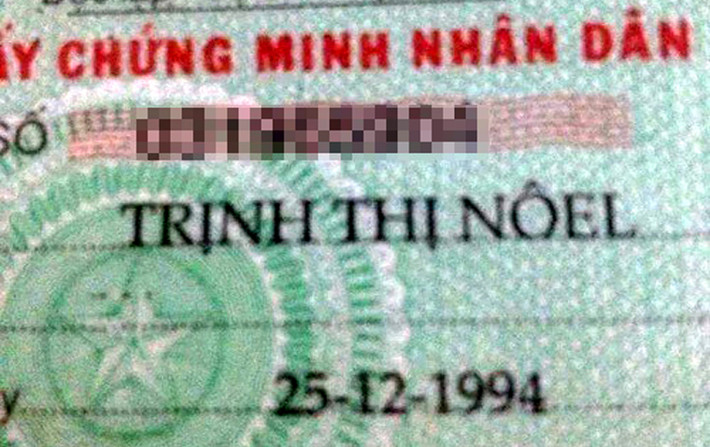 ẤY CHỨNG MINH NHÂN DÂN
SỐ
TRỊNH THỊ NÔEL
y 25-12-1994